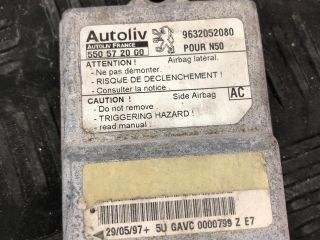 Autoliv
AUTOLIV FRANCE
550 57 20 00
9632052080
POUR N50
ATTENTION !
Airbag latéral.
- Ne pas démonter.
- RISQUE DE DECLENCHEMENT !
- Consulter la notice.
CAUTION !
Side Airbag
AC
- Do not remove.
- TRIGGERING HAZARD !
- read manual.
29/05/97+ 5U GAVC 0000799 Z E7